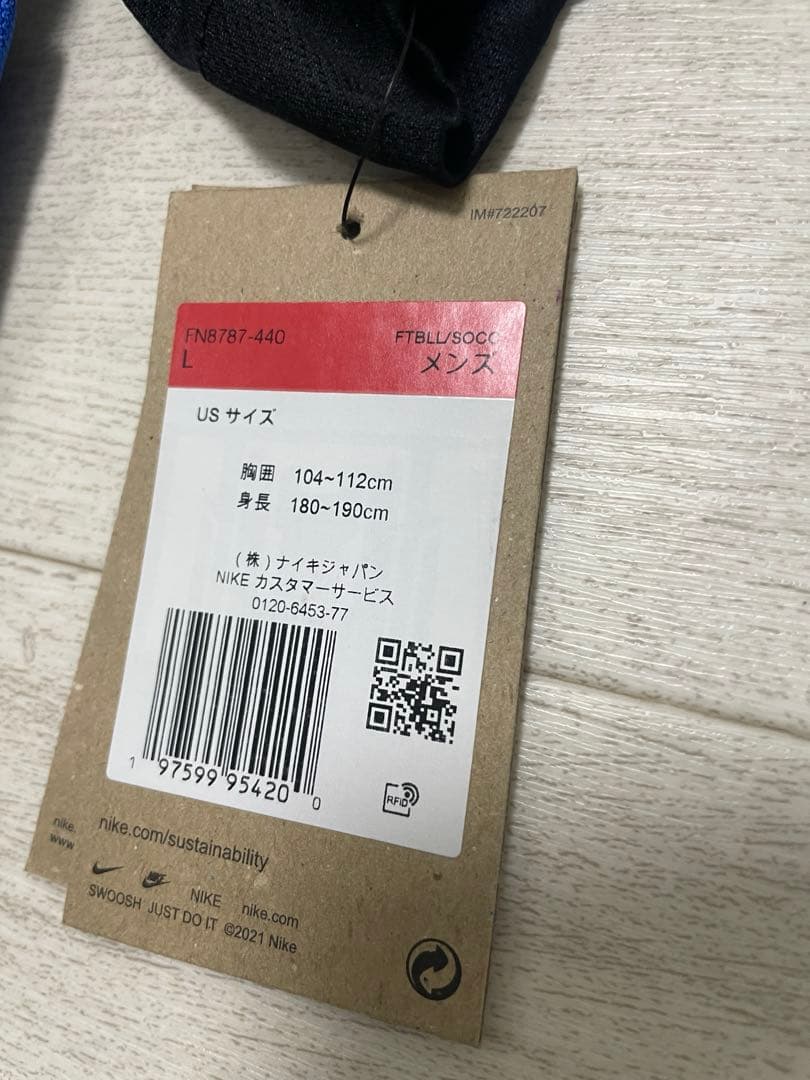 IM#722207
FN8787-440
FTBLL/SOCC
L
メンズ
US サイズ
胸囲 104~112cm
身長 180~190cm
(株)ナイキジャパン
NIKE カスタマーサービス
0120-6453-77
1 97599 95420 0
RFID
nike.
www
nike.com/sustainability
NIKE nike.com
SWOOSH JUST DO IT ©2021 Nike